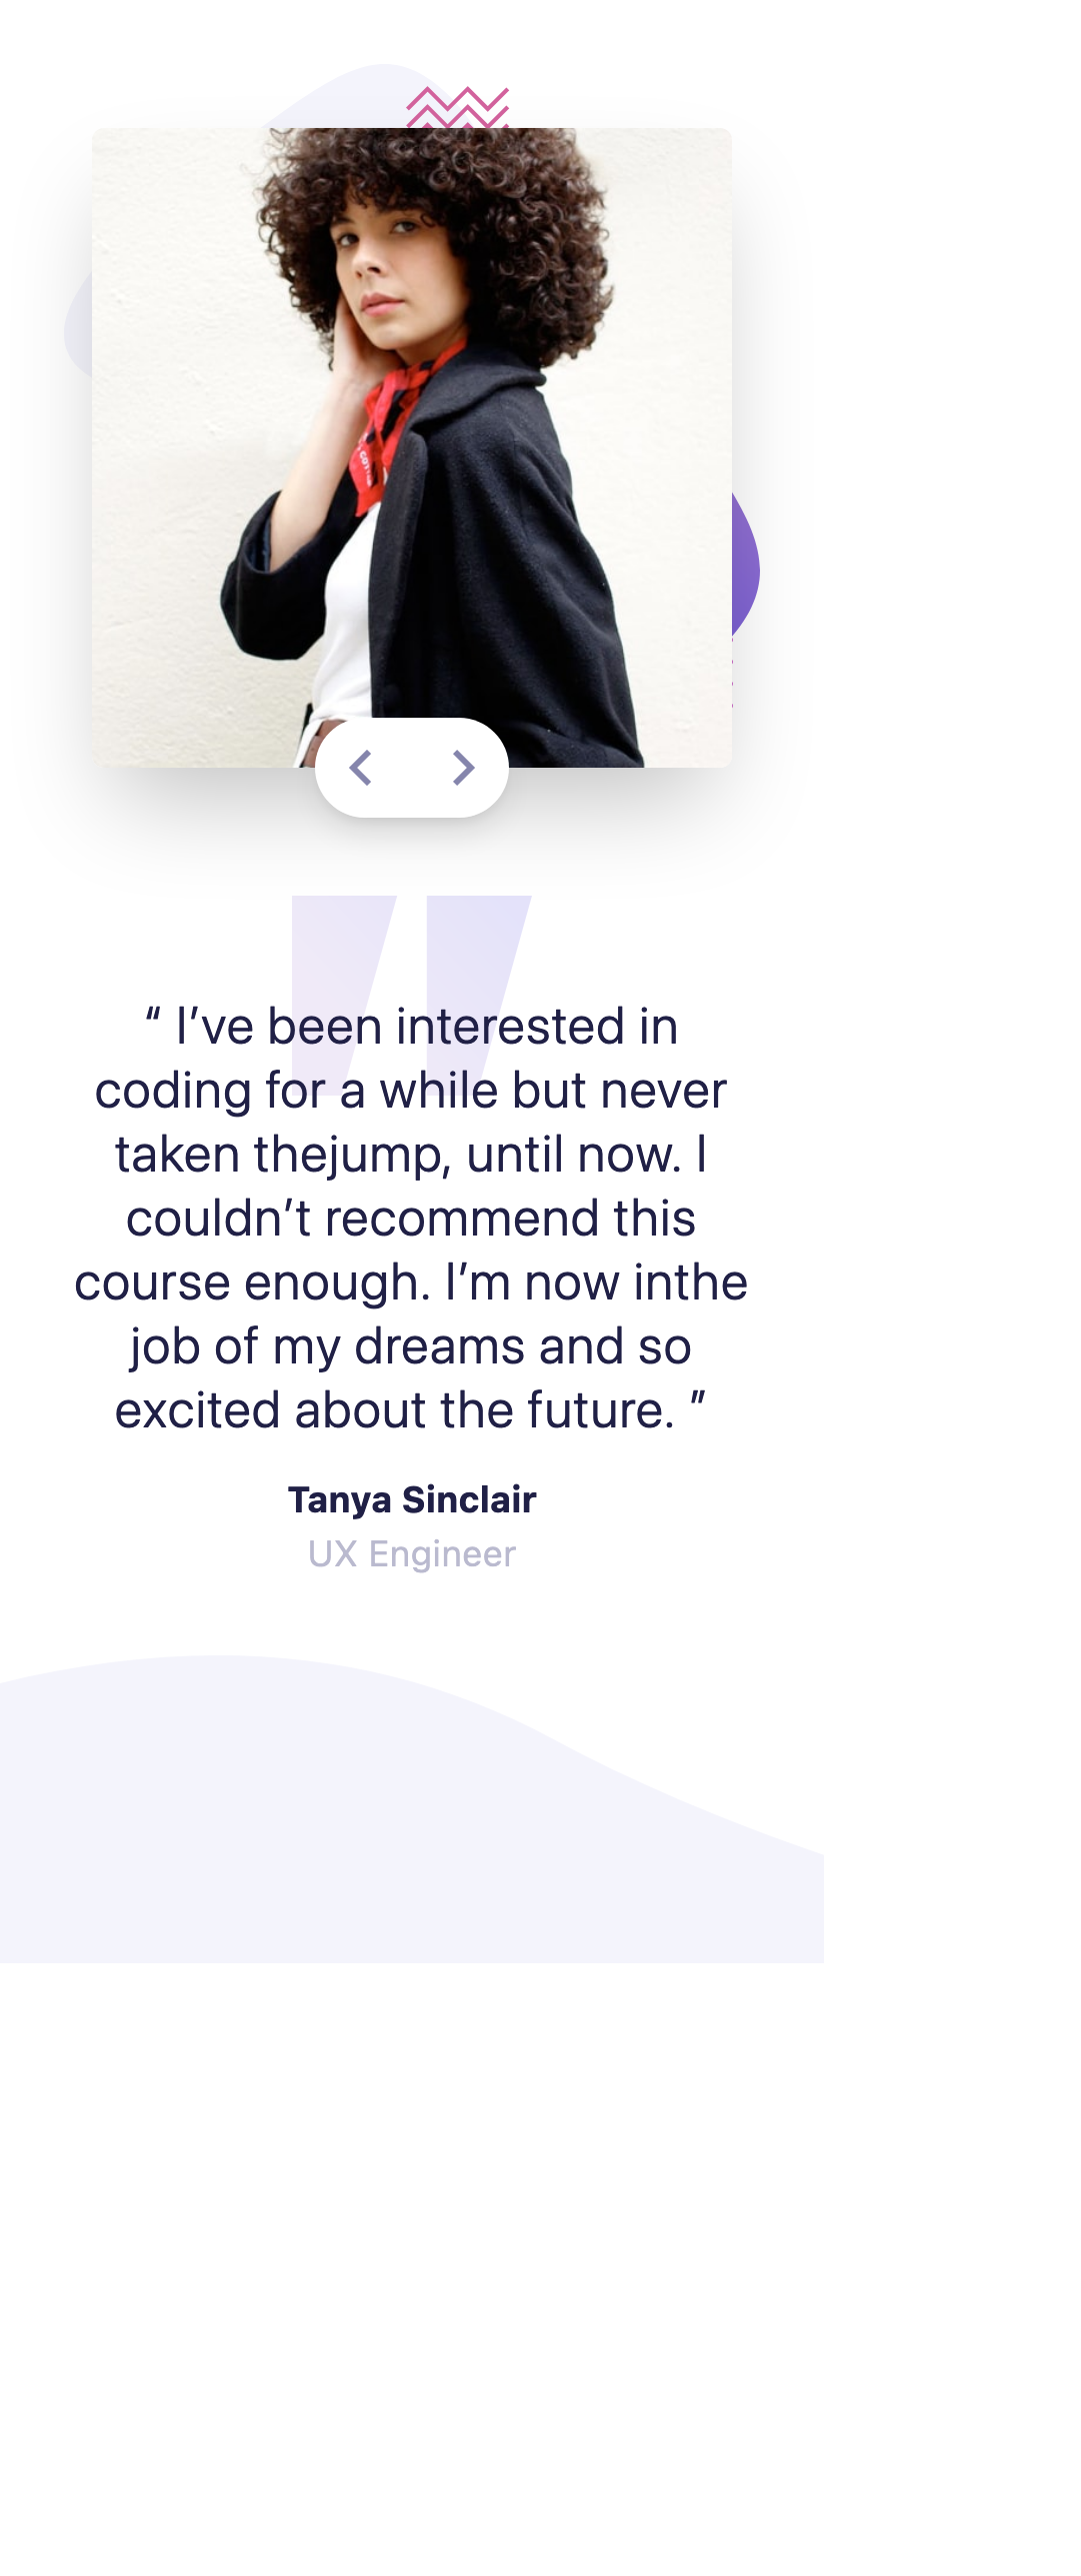 “ I’ve been interested in
coding for a while but never
taken thejump, until now. I
couldn’t recommend this
course enough. I’m now inthe
job of my dreams and so
excited about the future. ”
Tanya Sinclair
UX Engineer